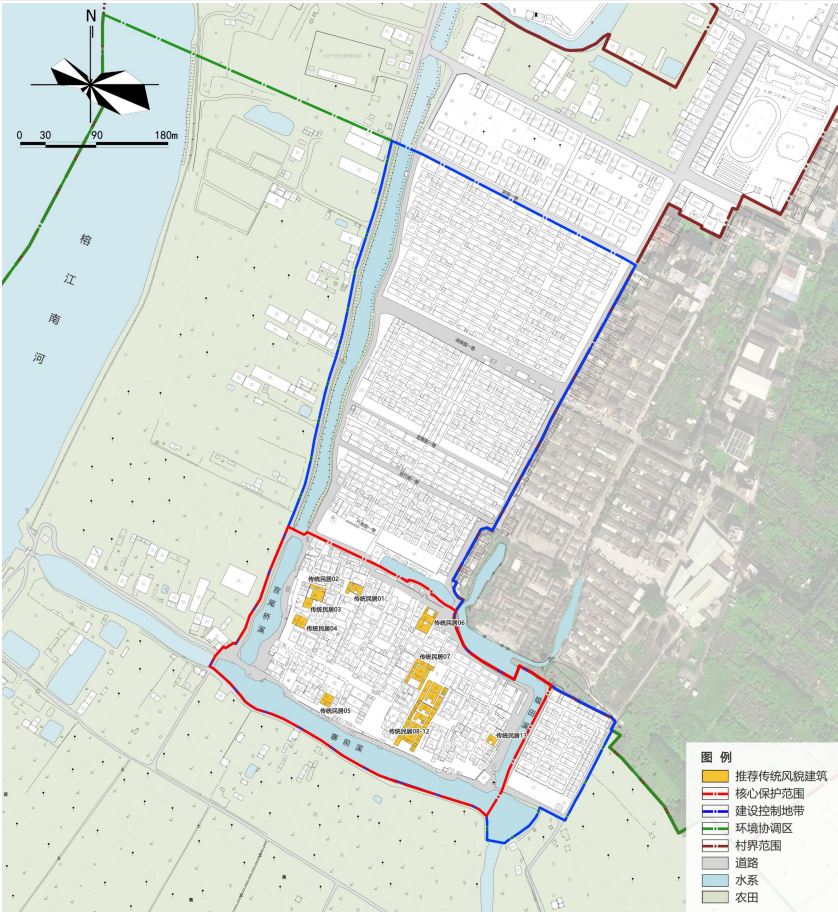 N
0 30 90 180m
榕江南河
传统民居02
传统民居01
传统民居03
传统民居04
宫尾桥溪
传统民居06
传统民居07
传统民居05
传统民居08-12
传统民居13
福田溪
寨前溪
图 例
推荐传统风貌建筑
核心保护范围
建设控制地带
环境协调区
村界范围
道路
水系
农田